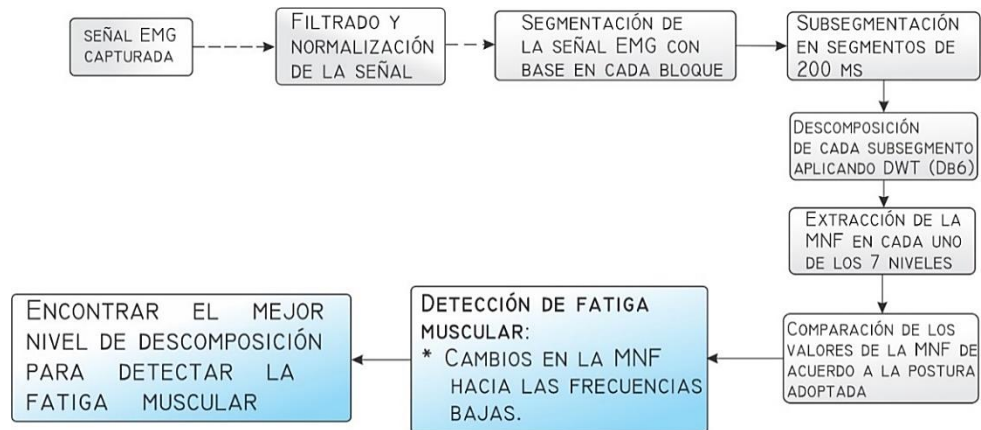 SEÑAL EMG
CAPTURADA
FILTRADO Y
NORMALIZACIÓN
DE LA SEÑAL
SEGMENTACIÓN DE
LA SEÑAL EMG CON
BASE EN CADA BLOQUE
SUBSEGMENTACIÓN
EN SEGMENTOS DE
200 MS
DESCOMPOSICIÓN
DE CADA SUBSEGMENTO
APLICANDO DWT (DB6)
EXTRACCIÓN DE LA
MNF EN CADA UNO
DE LOS 7 NIVELES
COMPARACIÓN DE LOS
VALORES DE LA MNF DE
ACUERDO A LA POSTURA
ADOPTADA
DETECCIÓN DE FATIGA
MUSCULAR:
* CAMBIOS EN LA MNF
HACIA LAS FRECUENCIAS
BAJAS.
ENCONTRAR EL MEJOR
NIVEL DE DESCOMPOSICIÓN
PARA DETECTAR LA
FATIGA MUSCULAR